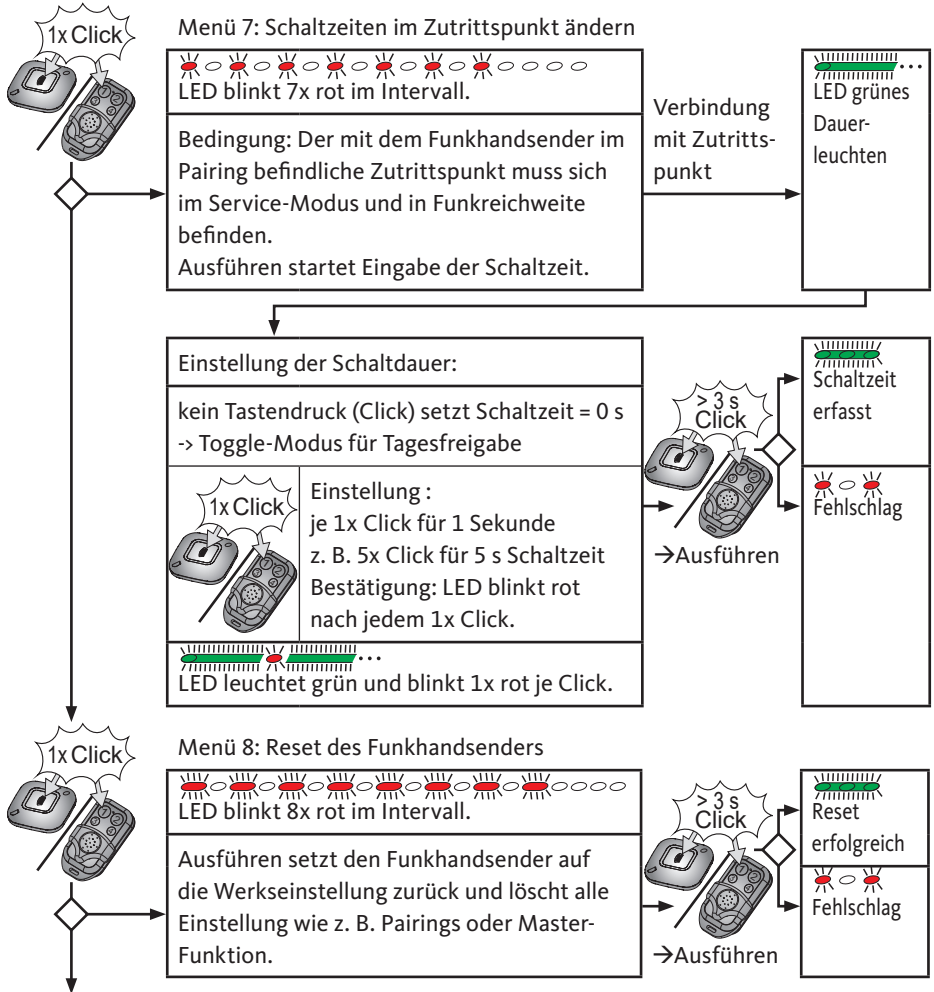 1x Click
Menü 7: Schaltzeiten im Zutrittspunkt ändern
LED blinkt 7x rot im Intervall.
Bedingung: Der mit dem Funkhandsender im
Pairing befindliche Zutrittspunkt muss sich
im Service-Modus und in Funkreichweite
befinden.
Ausführen startet Eingabe der Schaltzeit.
Verbindung
mit Zutritts-
punkt
...
LED grünes
Dauer-
leuchten
Einstellung der Schaltdauer:
kein Tastendruck (Click) setzt Schaltzeit = 0 s
-> Toggle-Modus für Tagesfreigabe
1x Click
Einstellung :
je 1x Click für 1 Sekunde
z. B. 5x Click für 5 s Schaltzeit
Bestätigung: LED blinkt rot
nach jedem 1x Click.
...
LED leuchtet grün und blinkt 1x rot je Click.
> 3 s
Click
→Ausführen
Schaltzeit
erfasst
Fehlschlag
1x Click
Menü 8: Reset des Funkhandsenders
LED blinkt 8x rot im Intervall.
Ausführen setzt den Funkhandsender auf
die Werkseinstellung zurück und löscht alle
Einstellung wie z. B. Pairings oder Master-
Funktion.
> 3 s
Click
→Ausführen
Reset
erfolgreich
Fehlschlag